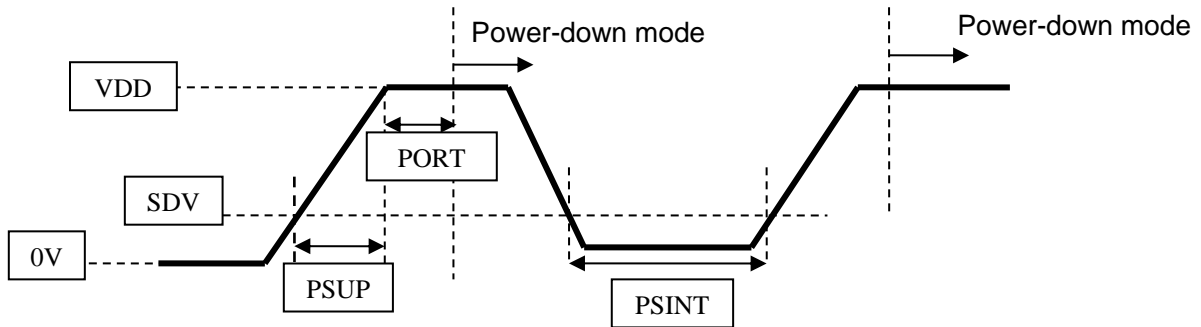 Power-down mode
Power-down mode
VDD
PORT
SDV
0V
PSUP
PSINT